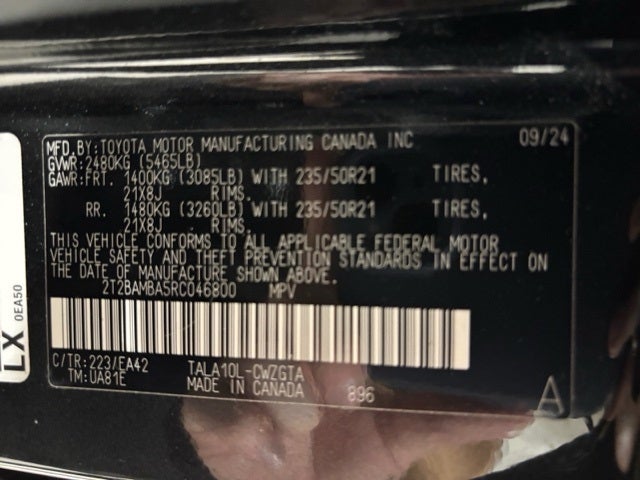 MFD.BY:TOYOTA MOTOR MANUFACTURING CANADA INC 09/24
GVWR:2480KG (5465LB)
GAWR:FRT. 1400KG (3085LB) WITH 235/50R21 TIRES,
21X8J RIMS.
RR. 1480KG (3260LB) WITH 235/50R21 TIRES,
21X8J RIMS.
THIS VEHICLE CONFORMS TO ALL APPLICABLE FEDERAL MOTOR
VEHICLE SAFETY AND THEFT PREVENTION STANDARDS IN EFFECT ON
THE DATE OF MANUFACTURE SHOWN ABOVE.
2T2BAMBA5RC046800 MPV
C/TR:223/EA42 TALA10L-CWZGTA
TM:UA81E MADE IN CANADA 896
A
LX
0EA50